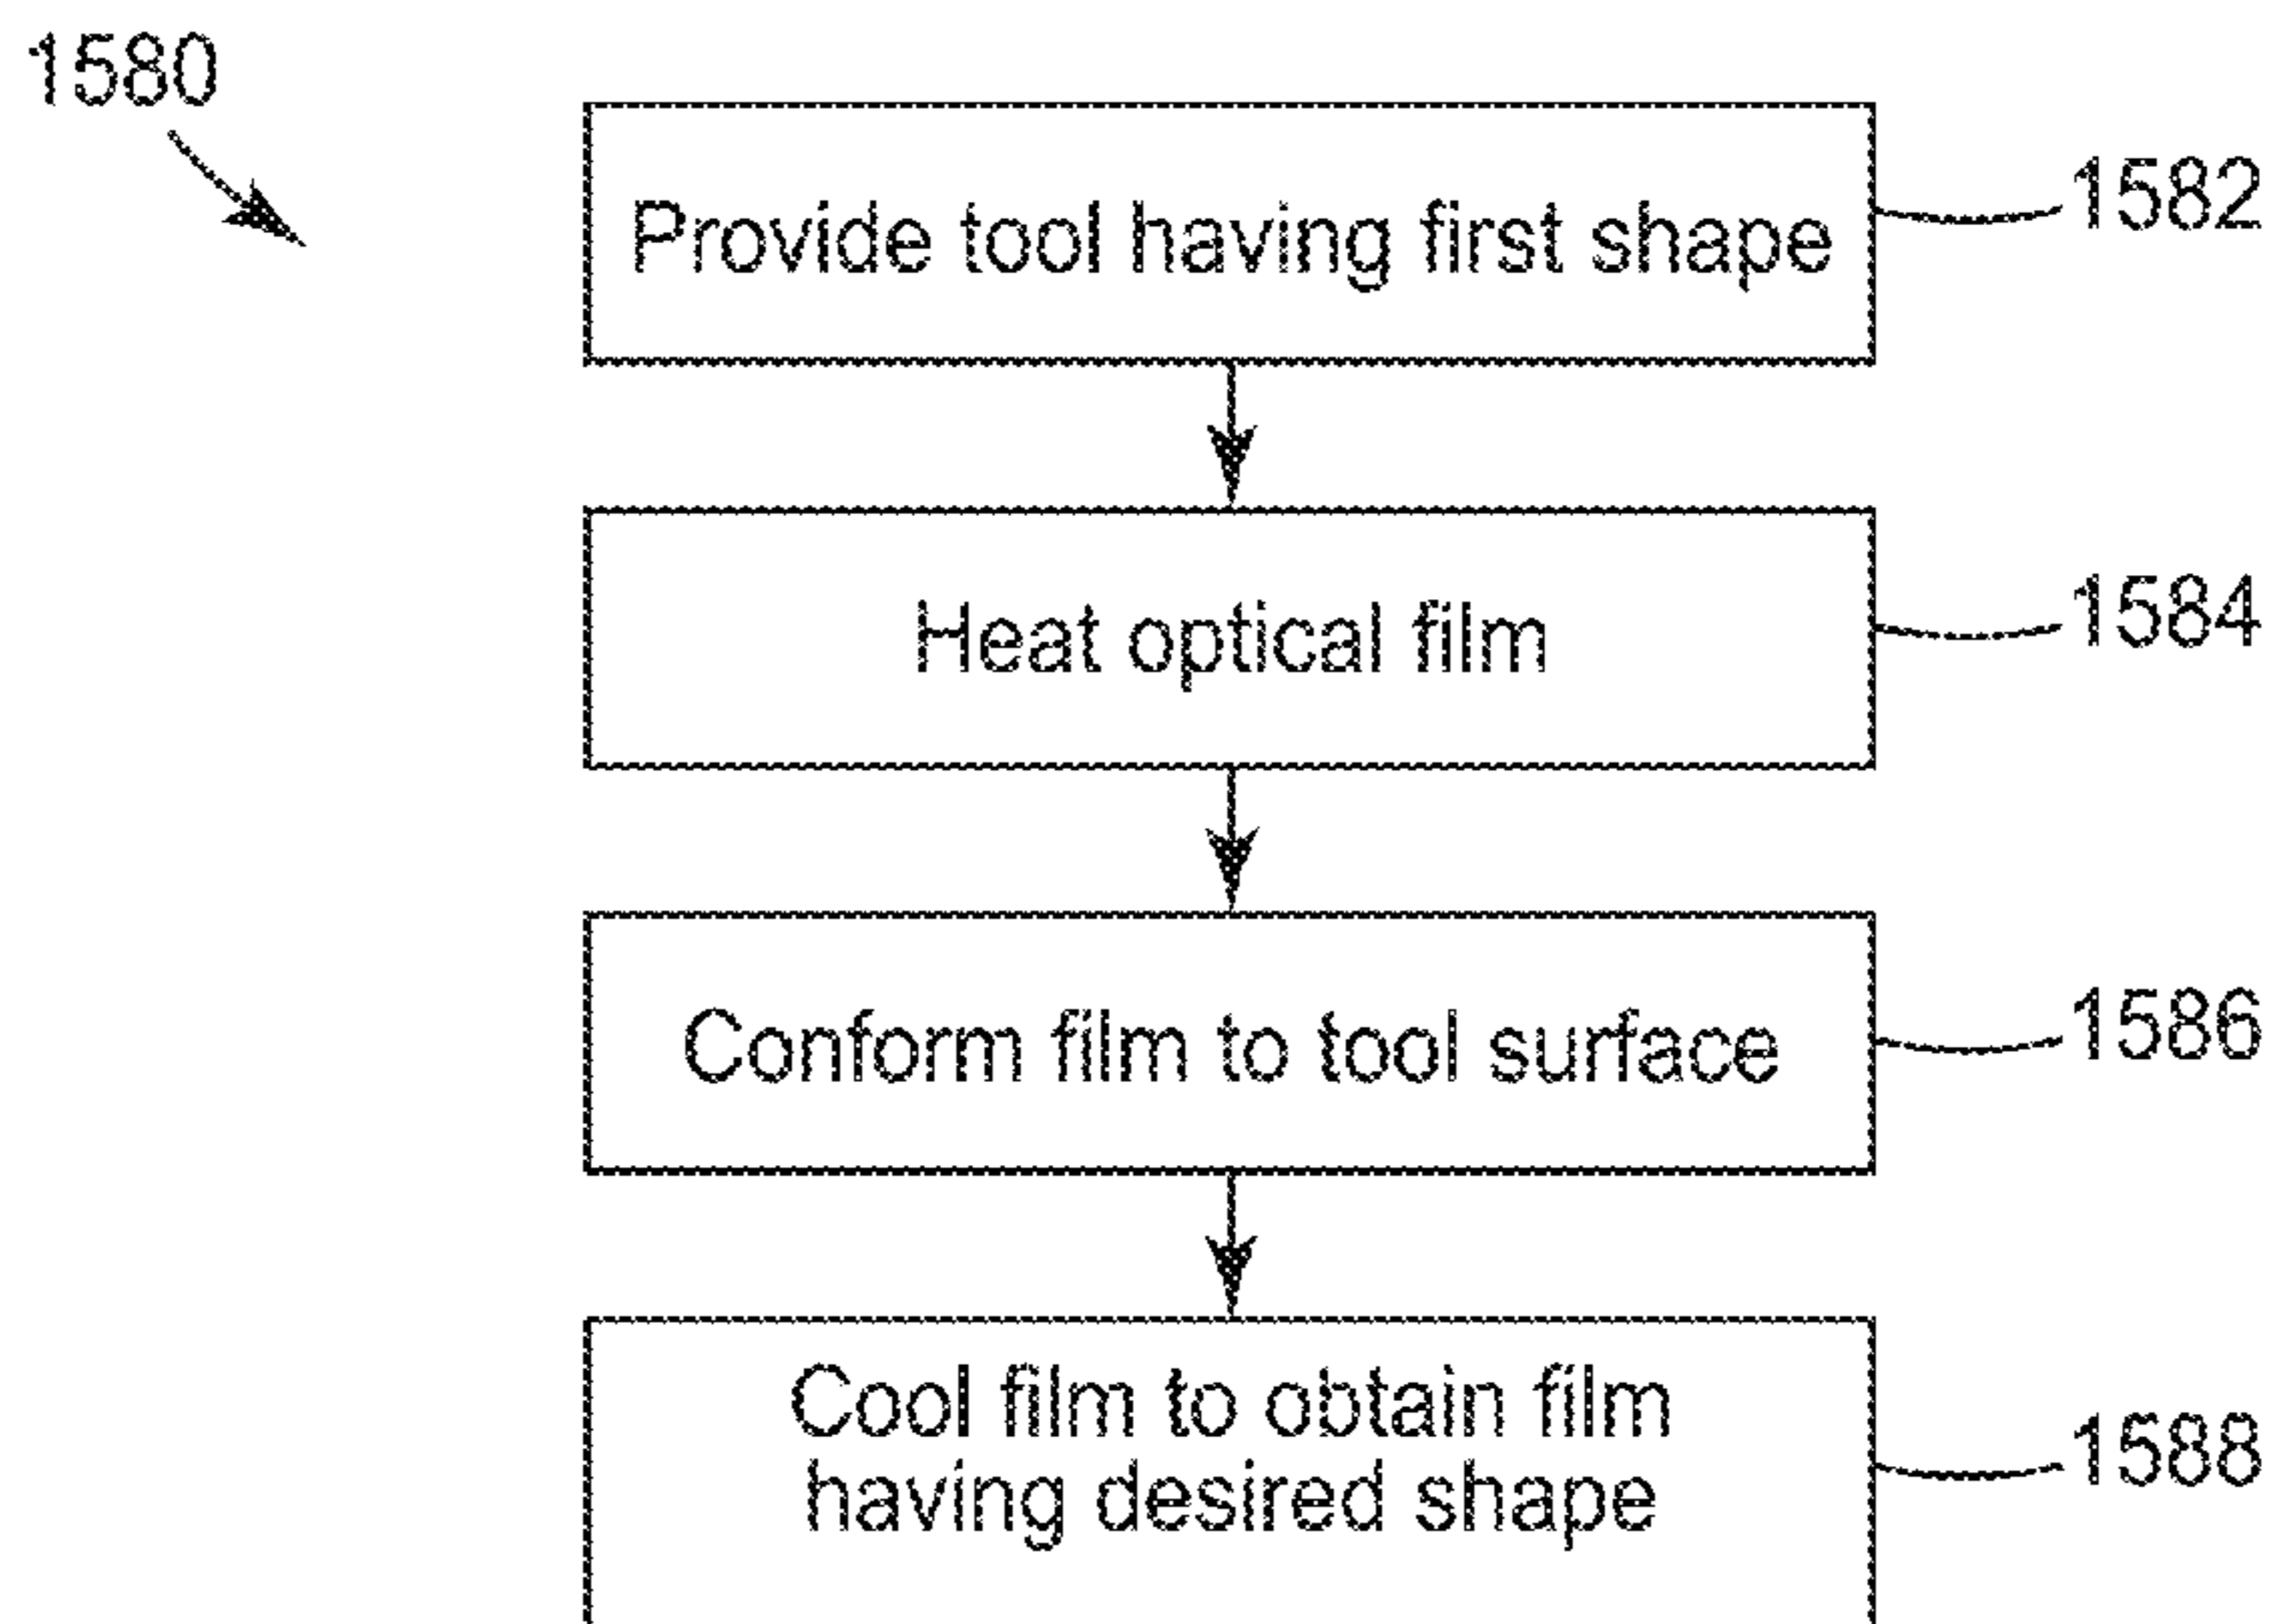 1580
Provide tool having first shape
1582
Heat optical film
1584
Conform film to tool surface
1586
Cool film to obtain film
having desired shape
1588